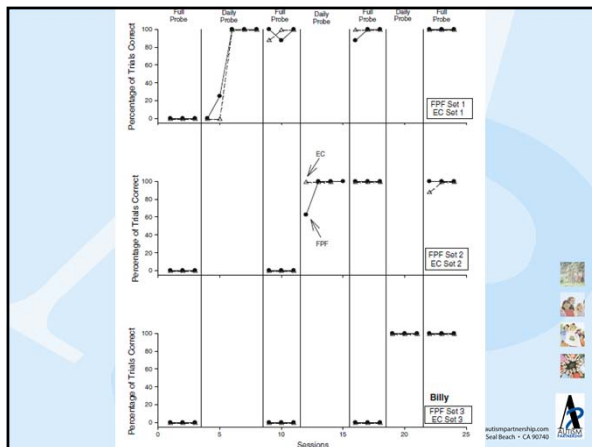 Full Probe
Daily Probe
Full Probe
Daily Probe
Full Probe
Daily Probe
Full Probe
Percentage of Trials Correct
100
80
60
40
20
0
FPF Set 1
EC Set 1
Percentage of Trials Correct
100
80
60
40
20
0
EC
FPF
FPF Set 2
EC Set 2
Percentage of Trials Correct
100
80
60
40
20
0
Billy
FPF Set 3
EC Set 3
0 5 10 15 20 25
Sessions
autismpartnership.com
Seal Beach • CA 90740
AUTISM
PARTNERSHIP